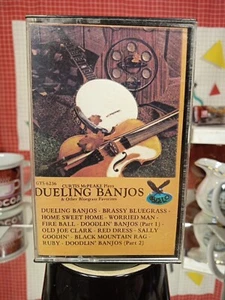 GT5-6236
CURTIS McPEAKE Plays
DUELING BANJOS
& Other Bluegrass Favorites
DUELING BANJOS · BRASSY BLUEGRASS ·
HOME SWEET HOME · WORRIED MAN ·
FIRE BALL · DOODLIN' BANJOS (Part 1) ·
OLD JOE CLARK · RED DRESS · SALLY
GOODIN' · BLACK MOUNTAIN RAG
RUBY · DOODLIN' BANJOS (Part 2)